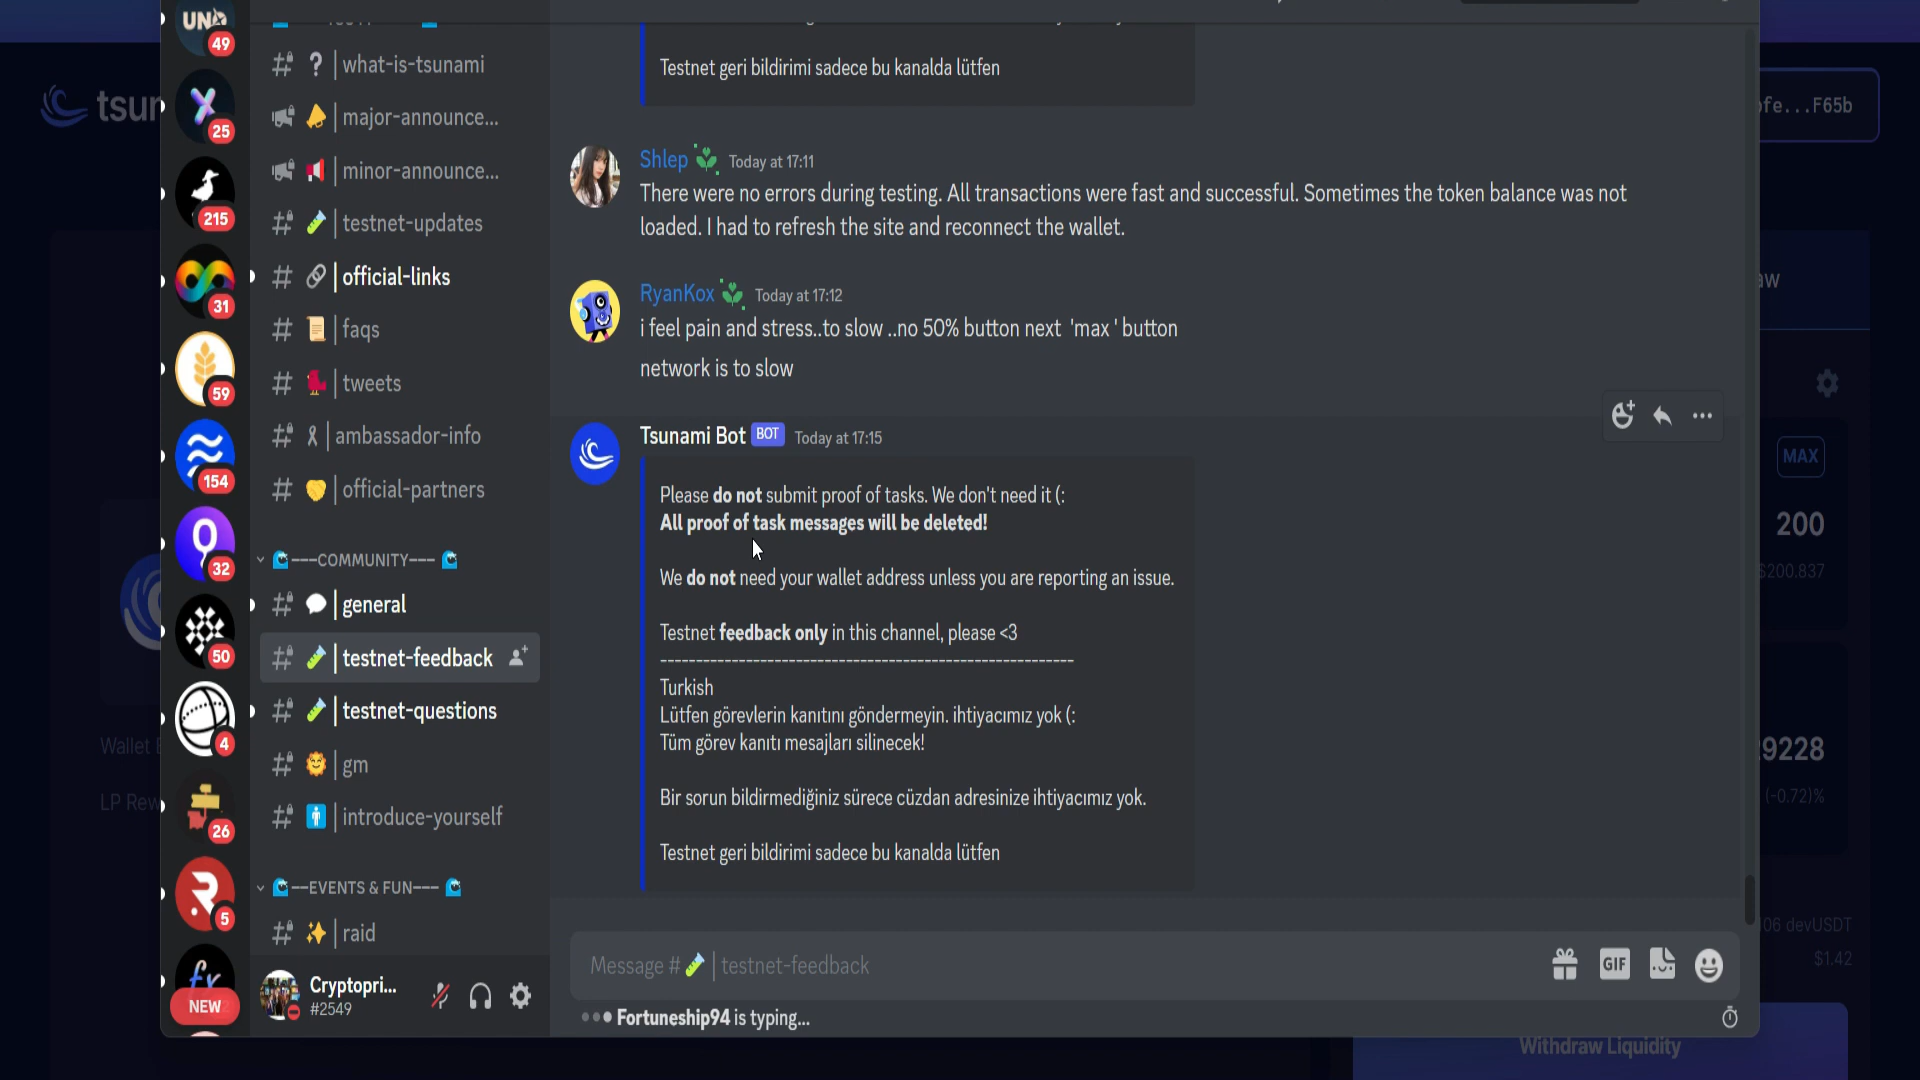 UND
49
25
215
31
59
154
32
50
4
26
5
fx
NEW
tsun
what-is-tsunami
major-announce...
minor-announce...
testnet-updates
official-links
faqs
tweets
ambassador-info
official-partners
---COMMUNITY---
general
testnet-feedback
testnet-questions
gm
introduce-yourself
---EVENTS & FUN---
raid
Cryptopri...
#2549
Testnet geri bildirimi sadece bu kanalda lütfen
Shlep Today at 17:11
There were no errors during testing. All transactions were fast and successful. Sometimes the token balance was not
loaded. I had to refresh the site and reconnect the wallet.
RyanKox Today at 17:12
i feel pain and stress..to slow ..no 50% button next 'max ' button
network is to slow
Tsunami Bot BOT Today at 17:15
Please do not submit proof of tasks. We don't need it (:
All proof of task messages will be deleted!
We do not need your wallet address unless you are reporting an issue.
Testnet feedback only in this channel, please <3
----------------------------------------------------------
Turkish
Lütfen görevlerin kanıtını göndermeyin. ihtiyacımız yok (:
Tüm görev kanıtı mesajları silinecek!
Bir sorun bildirmediğiniz sürece cüzdan adresinize ihtiyacımız yok.
Testnet geri bildirimi sadece bu kanalda lütfen
Message # | testnet-feedback
GIF
Fortuneship94 is typing...
fe...F65b
aw
MAX
200
$200.837
9228
(-0.72)%
06 devUSDT
$1.42
Withdraw Liquidity
Wallet
LP Rew